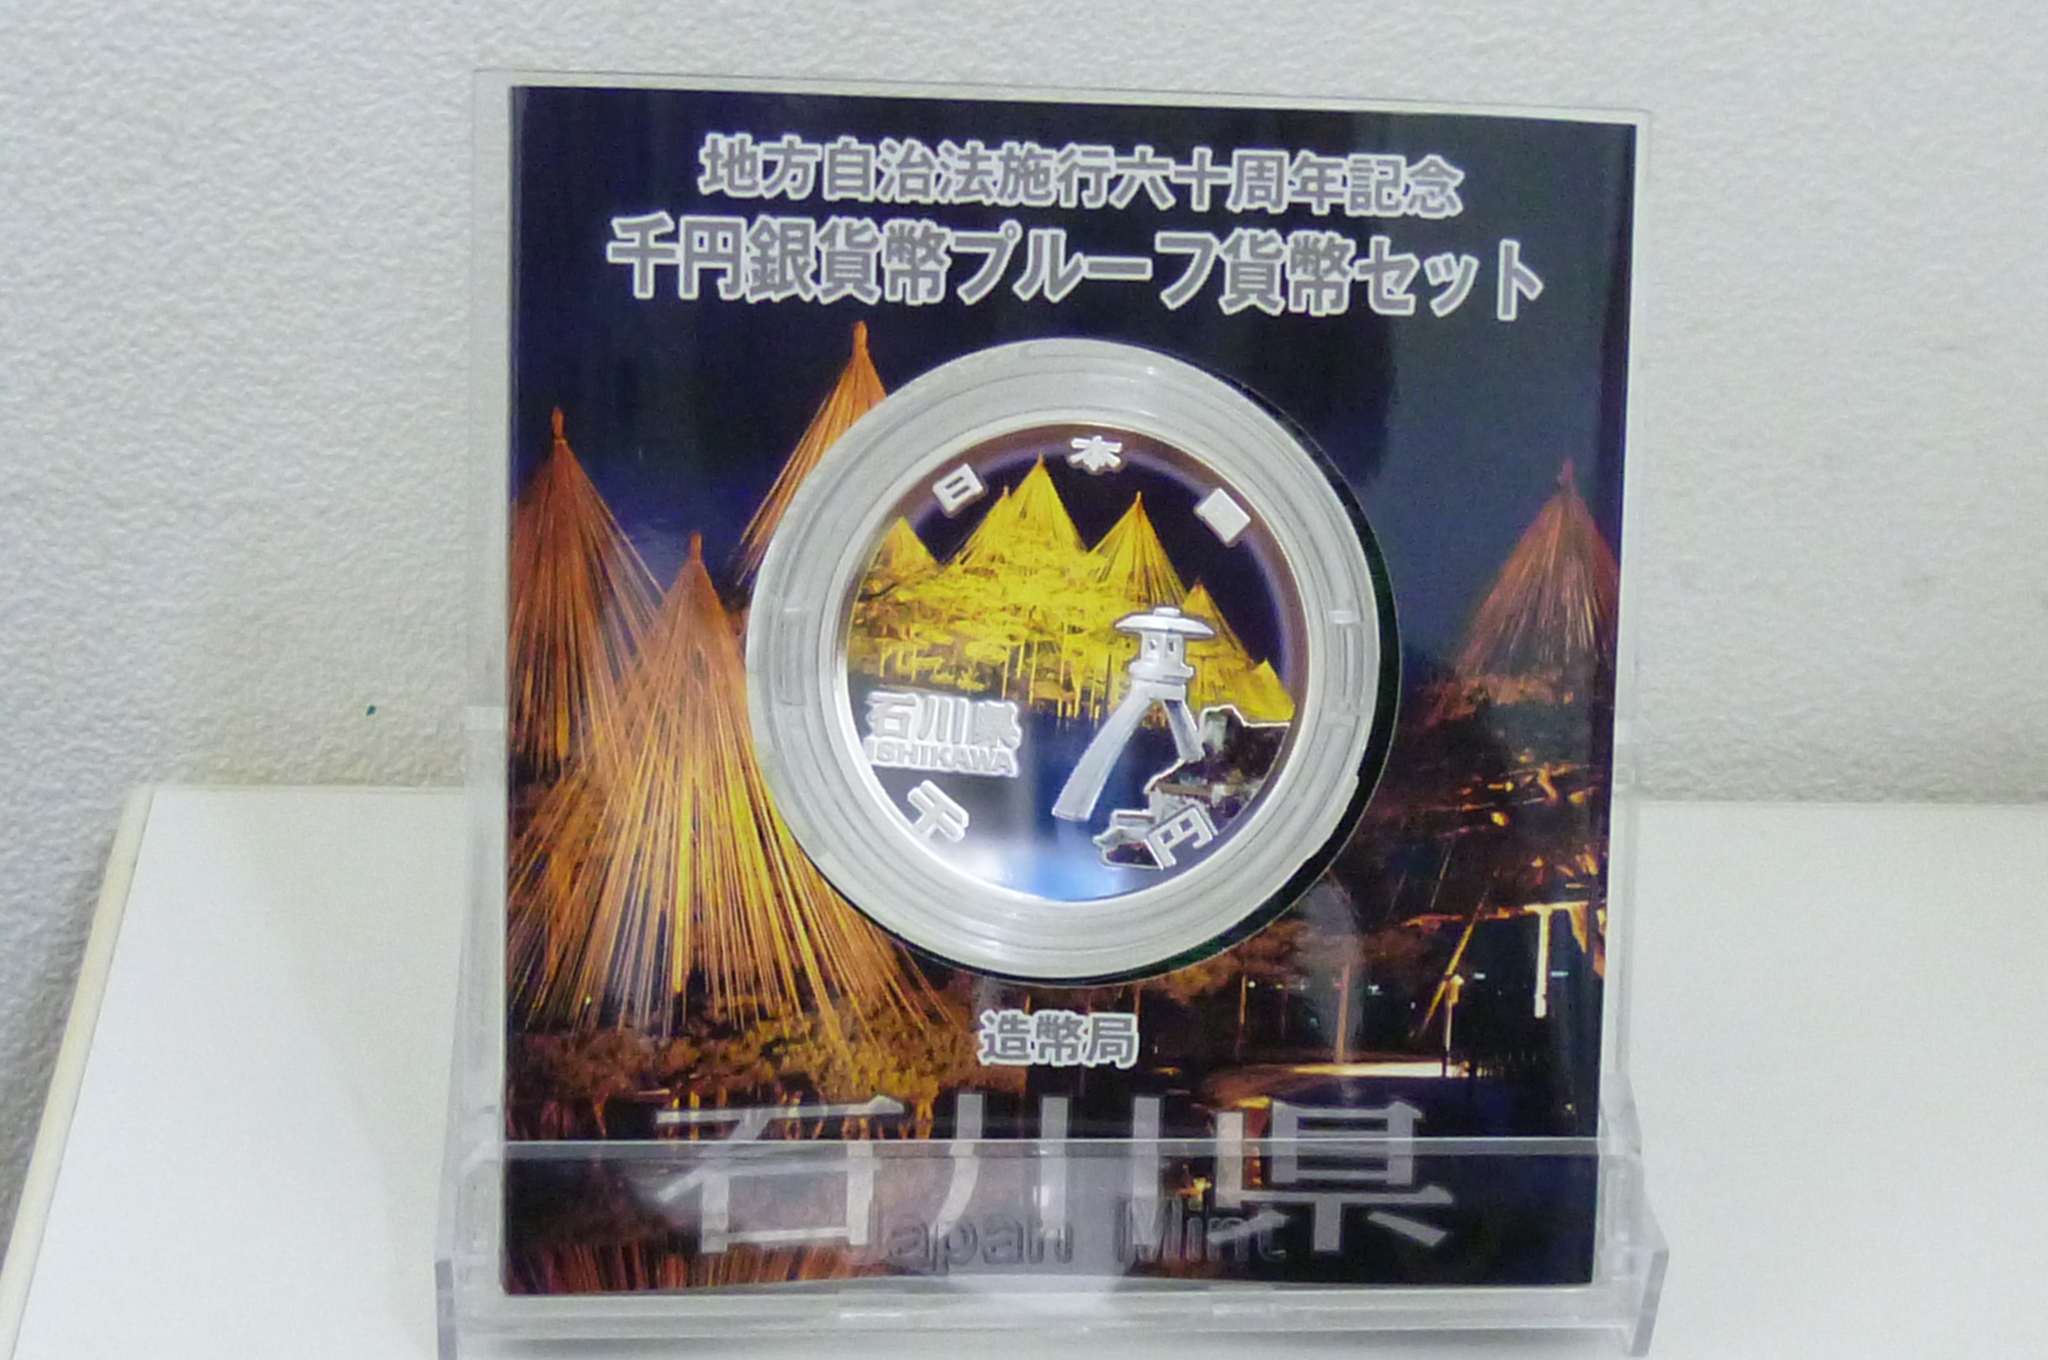 地方自治法施行六十周年記念
千円銀貨幣プルーフ貨幣セット
日本国
石川県
ISHIKAWA
千円
造幣局
石川県
Japan Mint